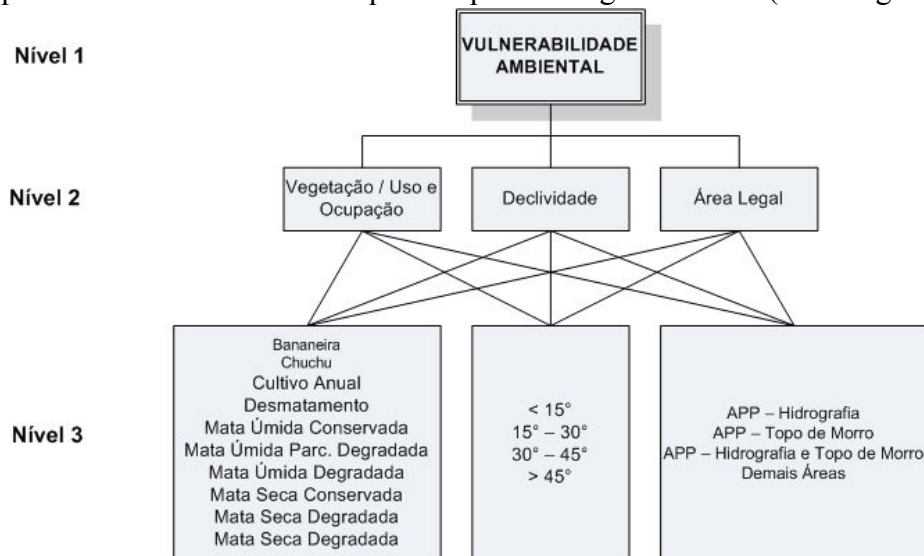 Nível 1
VULNERABILIDADE
AMBIENTAL
Nível 2
Vegetação / Uso e
Ocupação
Declividade
Área Legal
Nível 3
Bananeira
Chuchu
Cultivo Anual
Desmatamento
Mata Úmida Conservada
Mata Úmida Parc. Degradada
Mata Úmida Degradada
Mata Seca Conservada
Mata Seca Degradada
Mata Seca Degradada
< 15°
15° – 30°
30° – 45°
> 45°
APP – Hidrografia
APP – Topo de Morro
APP – Hidrografia e Topo de Morro
Demais Áreas